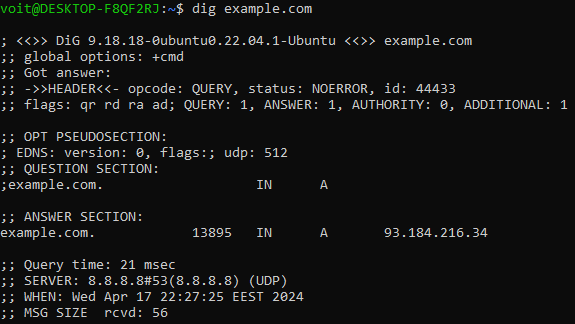 voit@DESKTOP-F8QF2RJ:~$ dig example.com
; <<>> DiG 9.18.18-0ubuntu0.22.04.1-Ubuntu <<>> example.com
;; global options: +cmd
;; Got answer:
;; ->>HEADER<<- opcode: QUERY, status: NOERROR, id: 44433
;; flags: qr rd ra ad; QUERY: 1, ANSWER: 1, AUTHORITY: 0, ADDITIONAL: 1
;; OPT PSEUDOSECTION:
; EDNS: version: 0, flags:; udp: 512
;; QUESTION SECTION:
;example.com. IN A
;; ANSWER SECTION:
example.com. 13895 IN A 93.184.216.34
;; Query time: 21 msec
;; SERVER: 8.8.8.8#53(8.8.8.8) (UDP)
;; WHEN: Wed Apr 17 22:27:25 EEST 2024
;; MSG SIZE rcvd: 56